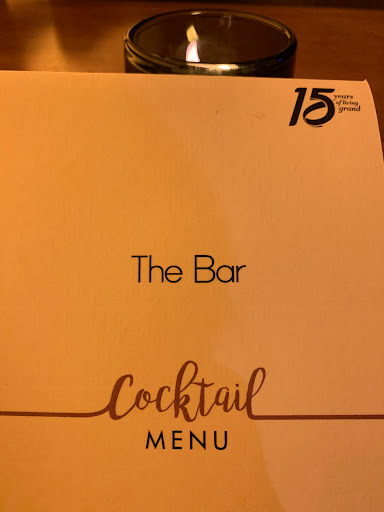 15 years
of living
grand
The Bar
Cocktail
MENU